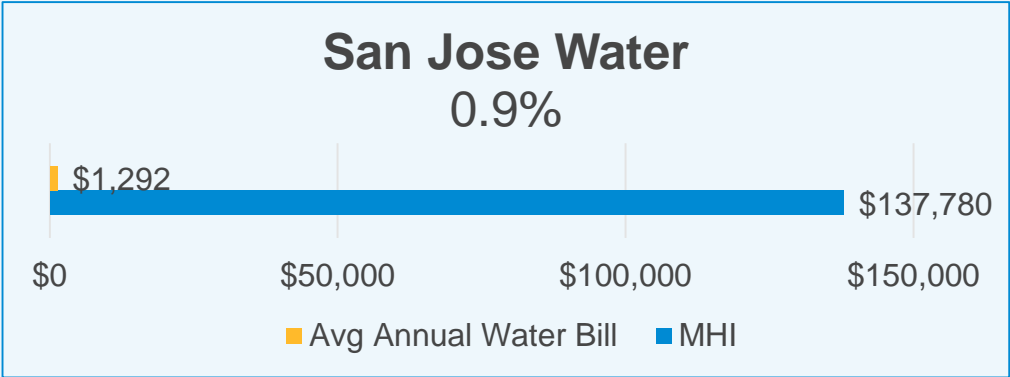 San Jose Water
0.9%
$1,292
$137,780
$0 $50,000 $100,000 $150,000
Avg Annual Water Bill MHI